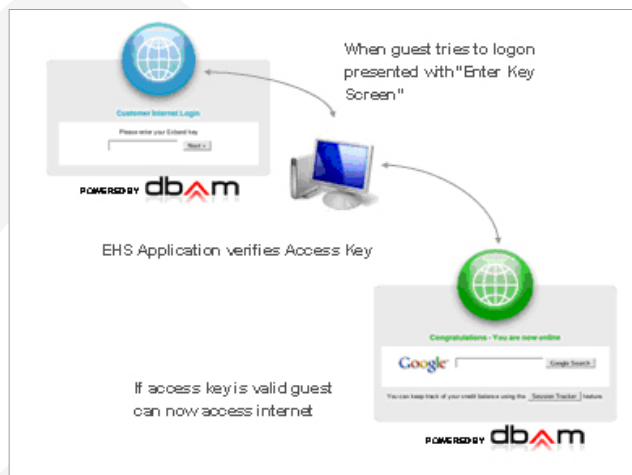 When guest tries to logon
presented with "Enter Key
Screen"
Customer Internet Login
Please enter your Exband key
Next »
POWERED BY dbam
EHS Application verifies Access Key
Congratulations - You are now online
Google
Google Search
You can keep track of your credit balance using the Session Tracker feature
If access key is valid guest
can now access internet
POWERED BY dbam